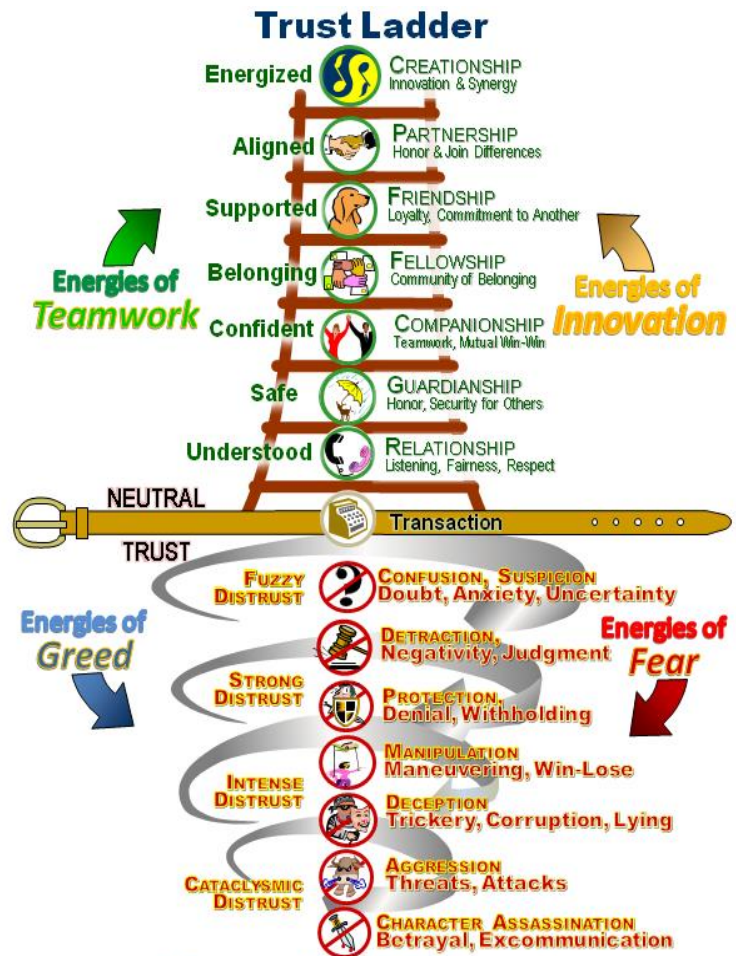 Trust Ladder
Energized
CREATIONSHIP
Innovation & Synergy
Aligned
PARTNERSHIP
Honor & Join Differences
Supported
FRIENDSHIP
Loyalty, Commitment to Another
Energies of
Teamwork
Energies of
Innovation
Belonging
FELLOWSHIP
Community of Belonging
Confident
COMPANIONSHIP
Teamwork, Mutual Win-Win
Safe
GUARDIANSHIP
Honor, Security for Others
Understood
RELATIONSHIP
Listening, Fairness, Respect
NEUTRAL
Transaction
TRUST
FUZZY
DISTRUST
CONFUSION, SUSPICION
Doubt, Anxiety, Uncertainty
Energies of
Greed
Energies of
Fear
DETRACTION,
Negativity, Judgment
STRONG
DISTRUST
PROTECTION,
Denial, Withholding
MANIPULATION
Maneuvering, Win-Lose
INTENSE
DISTRUST
DECEPTION
Trickery, Corruption, Lying
AGGRESSION
Threats, Attacks
CATACLYSMIC
DISTRUST
CHARACTER ASSASSINATION
Betrayal, Excommunication